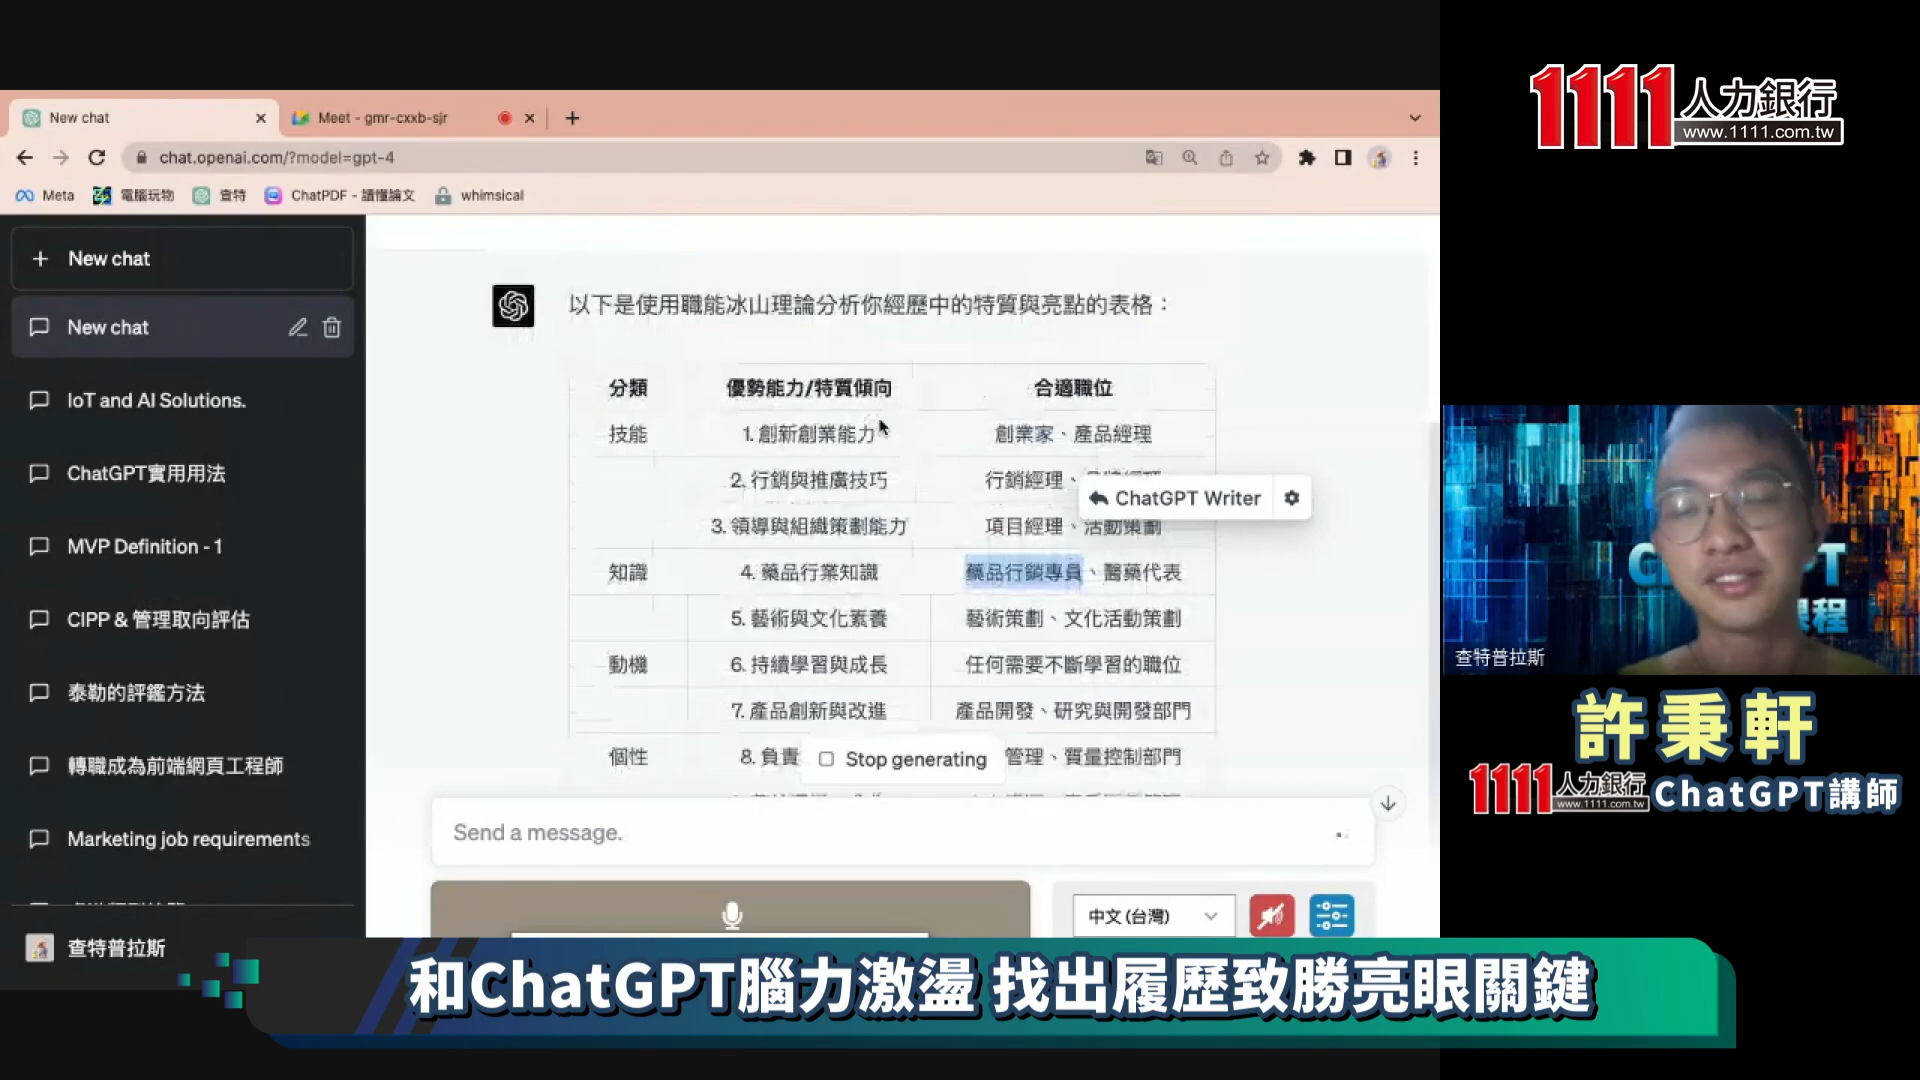 New chat
Meet - gmr-cxxb-sjr
chat.openai.com/?model=gpt-4
Meta
電腦玩物
查特
ChatPDF - 讀懂論文
whimsical
New chat
New chat
IoT and AI Solutions.
ChatGPT實用用法
MVP Definition - 1
CIPP & 管理取向評估
泰勒的評鑑方法
轉職成為前端網頁工程師
Marketing job requirements
查特普拉斯
以下是使用職能冰山理論分析你經歷中的特質與亮點的表格：
分類 優勢能力/特質傾向 合適職位
技能 1. 創新創業能力 創業家、產品經理
2. 行銷與推廣技巧 行銷經理、
ChatGPT Writer
3. 領導與組織策劃能力 項目經理、活動策劃
知識 4. 藥品行業知識 藥品行銷專員、醫藥代表
5. 藝術與文化素養 藝術策劃、文化活動策劃
動機 6. 持續學習與成長 任何需要不斷學習的職位
7. 產品創新與改進 產品開發、研究與開發部門
個性 8. 負責 管理、質量控制部門
Stop generating
Send a message.
中文 (台灣)
1111人力銀行
www.1111.com.tw
查特普拉斯
許秉軒
1111人力銀行 www.1111.com.tw ChatGPT講師
和ChatGPT腦力激盪 找出履歷致勝亮眼關鍵